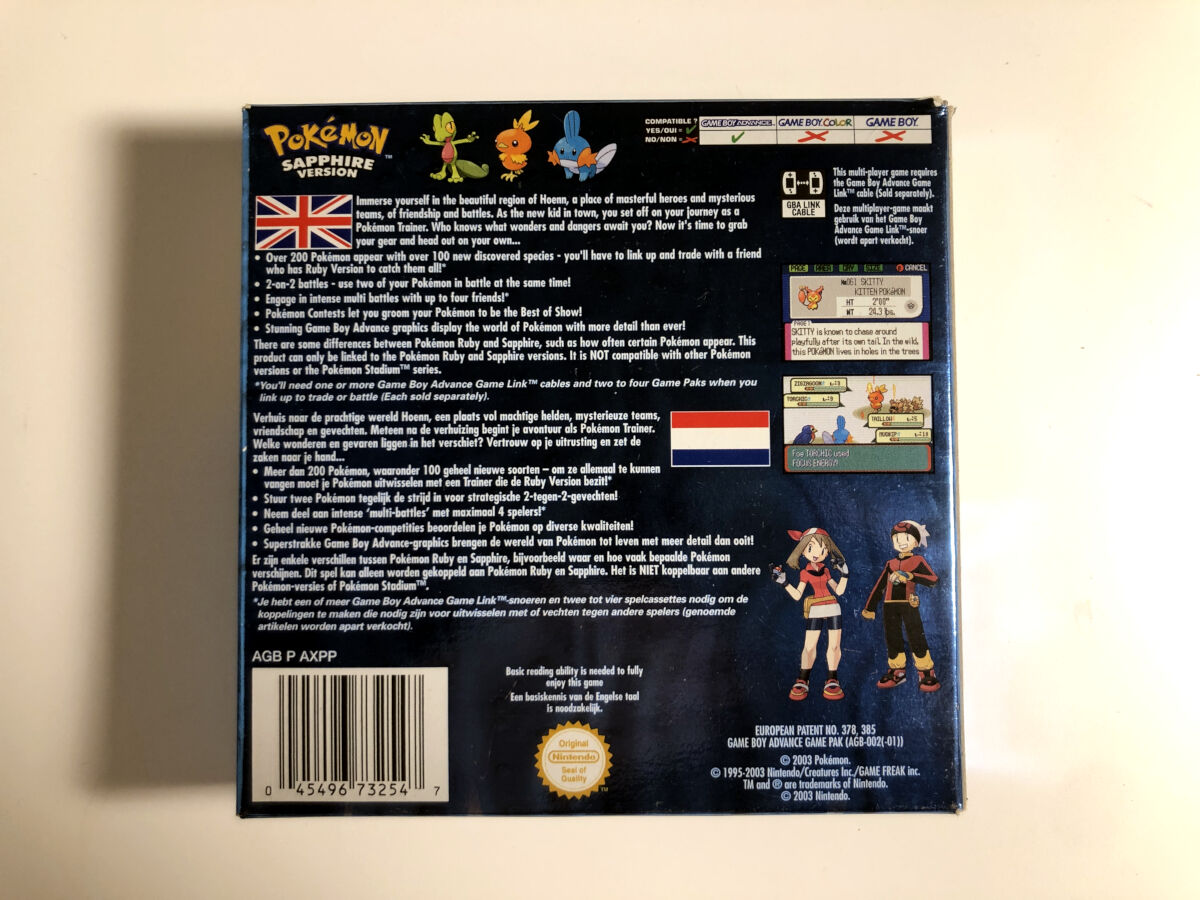 POKéMON™
SAPPHIRE
VERSION
COMPATIBLE ?
YES/OUI =
NO/NON =
GAME BOY ADVANCE
GAME BOY COLOR
GAME BOY
This multi-player game requires
the Game Boy Advance Game
Link™ cable (Sold separately).
GBA LINK
CABLE
Deze multiplayer-game maakt
gebruik van het Game Boy
Advance Game Link™-snoer
(wordt apart verkocht).
Immerse yourself in the beautiful region of Hoenn, a place of masterful heroes and mysterious
teams, of friendship and battles. As the new kid in town, you set off on your journey as a
Pokémon Trainer. Who knows what wonders and dangers await you? Now it's time to grab
your gear and head out on your own...
• Over 200 Pokémon appear with over 100 new discovered species - you'll have to link up and trade with a friend
who has Ruby Version to catch them all!*
• 2-on-2 battles - use two of your Pokémon in battle at the same time!
• Engage in intense multi battles with up to four friends!*
• Pokémon Contests let you groom your Pokémon to be the Best of Show!
• Stunning Game Boy Advance graphics display the world of Pokémon with more detail than ever!
There are some differences between Pokémon Ruby and Sapphire, such as how often certain Pokémon appear. This
product can only be linked to the Pokémon Ruby and Sapphire versions. It is NOT compatible with other Pokémon
versions or the Pokémon Stadium™ series.
*You'll need one or more Game Boy Advance Game Link™ cables and two to four Game Paks when you
link up to trade or battle (Each sold separately).
PAGE AREA CRY SIZE CANCEL
No061 SKITTY
KITTEN POKéMON
HT 2'00"
WT 24.3 lbs.
PAGE 1
SKITTY is known to chase around
playfully after its own tail. In the wild,
this POKéMON lives in holes in the trees
ZIGZAGOON
TORCHIC
TAILLOW
MUDKIP
Foe TORCHIC used
FOCUS ENERGY!
Verhuis naar de prachtige wereld Hoenn, een plaats vol machtige helden, mysterieuze teams,
vriendschap en gevechten. Meteen na de verhuizing begint je avontuur als Pokémon Trainer.
Welke wonderen en gevaren liggen in het verschiet? Vertrouw op je uitrusting en zet de
zaken naar je hand...
• Meer dan 200 Pokémon, waaronder 100 geheel nieuwe soorten – om ze allemaal te kunnen
vangen moet je Pokémon uitwisselen met een Trainer die de Ruby Version bezit!*
• Stuur twee Pokémon tegelijk de strijd in voor strategische 2-tegen-2-gevechten!
• Neem deel aan intense 'multi-battles' met maximaal 4 spelers!*
• Geheel nieuwe Pokémon-competities beoordelen je Pokémon op diverse kwaliteiten!
• Superstrakke Game Boy Advance-graphics brengen de wereld van Pokémon tot leven met meer detail dan ooit!
Er zijn enkele verschillen tussen Pokémon Ruby en Sapphire, bijvoorbeeld waar en hoe vaak bepaalde Pokémon
verschijnen. Dit spel kan alleen worden gekoppeld aan Pokémon Ruby en Sapphire. Het is NIET koppelbaar aan andere
Pokémon-versies of Pokémon Stadium™.
*Je hebt een of meer Game Boy Advance Game Link™-snoeren en twee tot vier spelcassettes nodig om de
koppelingen te maken die nodig zijn voor uitwisselen met of vechten tegen andere spelers (genoemde
artikelen worden apart verkocht).
AGB P AXPP
0 45496 73254 7
Basic reading ability is needed to fully
enjoy this game
Een basiskennis van de Engelse taal
is noodzakelijk.
Original
Nintendo
Seal of
Quality
™
EUROPEAN PATENT NO. 378, 385
GAME BOY ADVANCE GAME PAK (AGB-002(-01))
© 2003 Pokémon.
© 1995-2003 Nintendo/Creatures Inc./GAME FREAK inc.
TM and ® are trademarks of Nintendo.
© 2003 Nintendo.